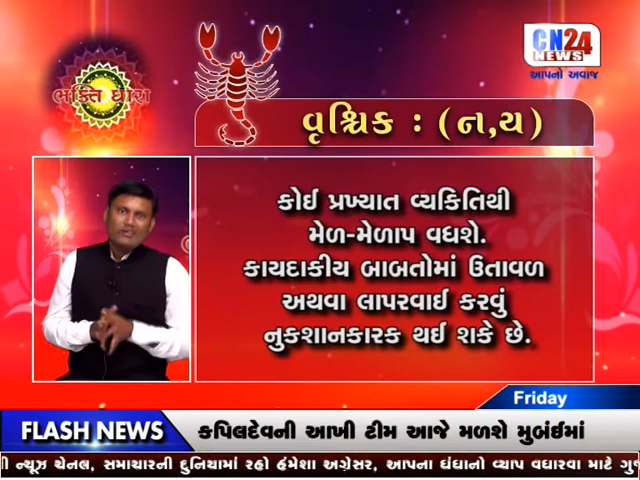 CN24
NEWS
આપનો અવાજ
ભક્તિ ધારા
વૃશ્ચિક : (ન,ય)
કોઈ પ્રખ્યાત વ્યકિતથી
મેળ-મેળાપ વધશે.
કાયદાકીય બાબતોમાં ઉતાવળ
અથવા લાપરવાઈ કરવું
નુકશાનકારક થઈ શકે છે.
Friday
FLASH NEWS
કપિલદેવની આખી ટીમ આજે મળશે મુબંઈમાં
ની ન્યૂઝ ચેનલ, સમાચારની દુનિયામાં રહો હંમેશા અગ્રેસર, આપના ધંધાનો વ્યાપ વધારવા માટે ગુજ